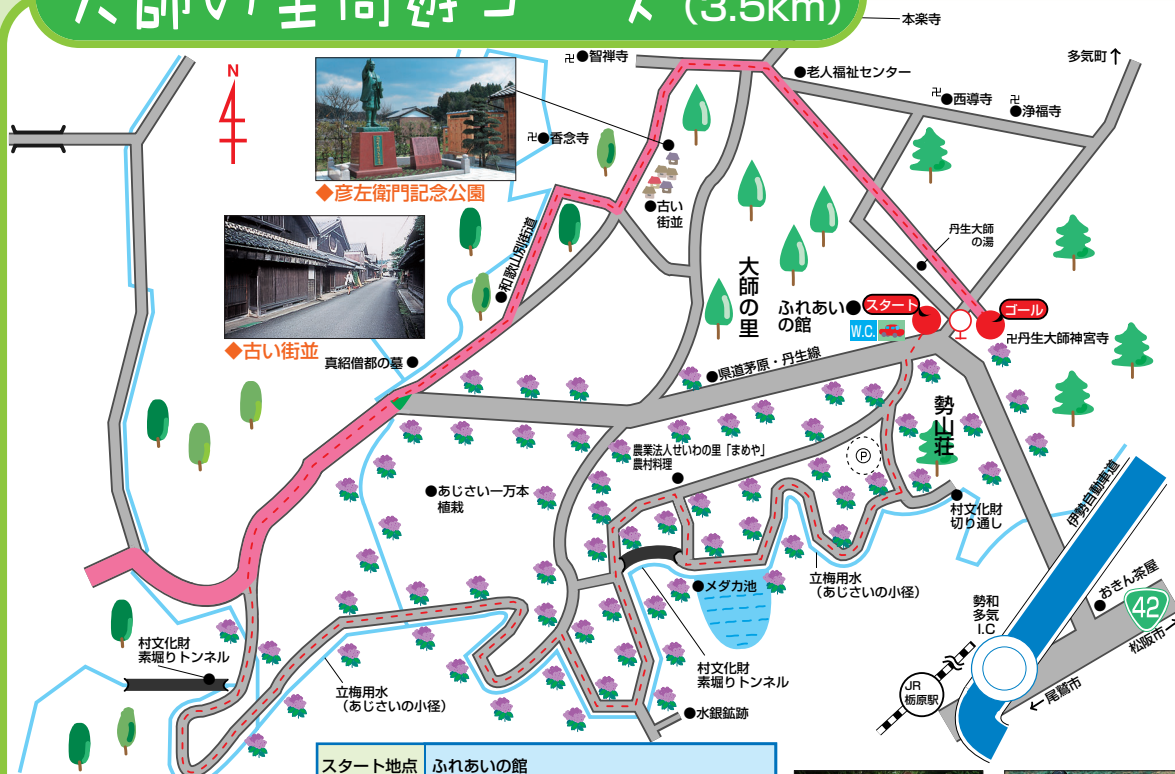 大師の里周遊コース(3.5km)
本楽寺
多気町↑
卍●智禅寺
●老人福祉センター
卍
●西導寺
卍
●浄福寺
N
卍●香念寺
◆彦左衛門記念公園
●古い
街並
●和歌山別街道
丹生大師
の湯
大師の里
ふれあい●
の館
スタート
ゴール
W.C.
卍丹生大師神宮寺
◆古い街並
真紹僧都の墓●
●県道茅原・丹生線
勢山荘
農業法人せいわの里「まめや」
農村料理
P
●あじさい一万本
植栽
村文化財
切り通し
伊勢自動車道
●メダカ池
立梅用水
(あじさいの小径)
おきん茶屋
勢和
多気
I.C
42
松阪市→
村文化財
素堀りトンネル
村文化財
素堀りトンネル
立梅用水
(あじさいの小径)
JR
栃原駅
←尾鷲市
●水銀鉱跡
スタート地点 ふれあいの館